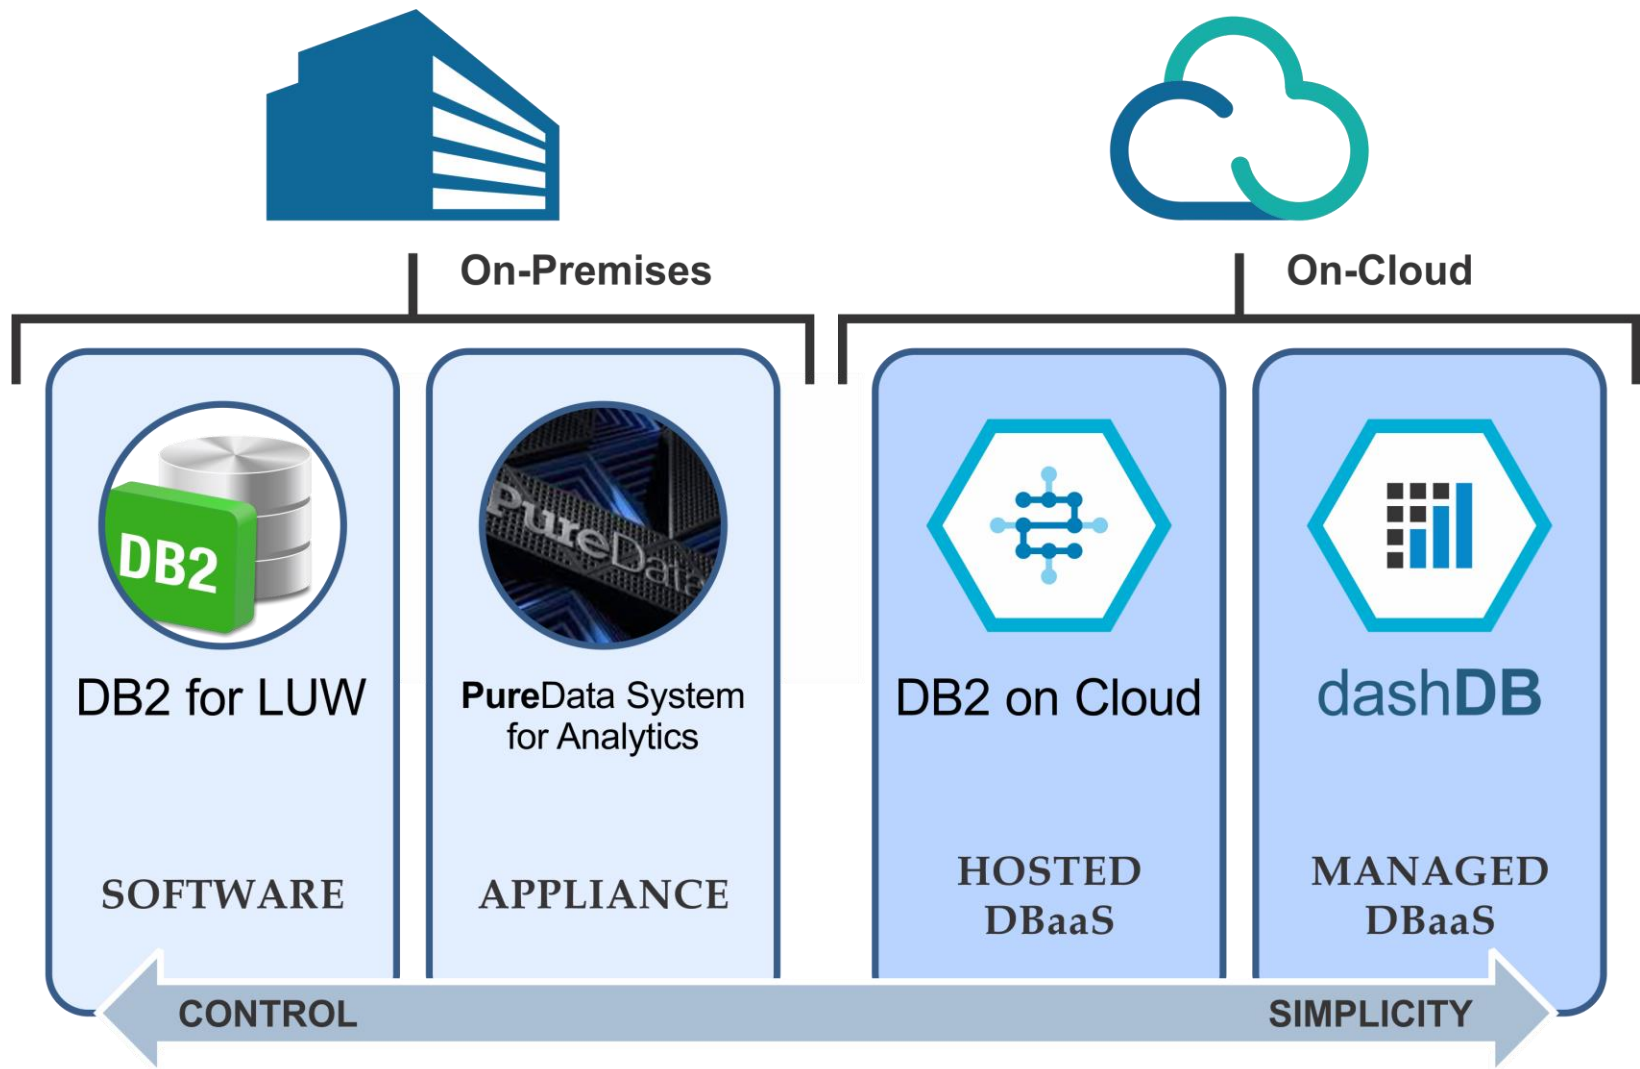 On-Premises
On-Cloud
DB2
DB2 for LUW
SOFTWARE
PureData
PureData System
for Analytics
APPLIANCE
DB2 on Cloud
HOSTED
DBaaS
dashDB
MANAGED
DBaaS
CONTROL
SIMPLICITY